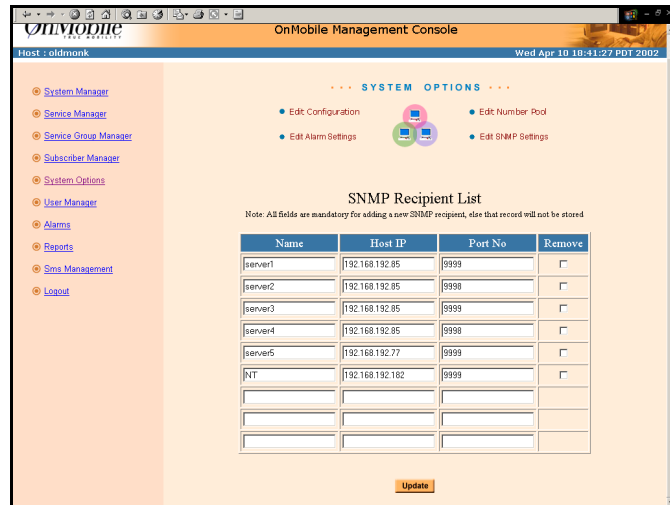 OnMobile
TRUE MOBILITY
OnMobile Management Console
Host : oldmonk
Wed Apr 10 18:41:27 PDT 2002
System Manager
Service Manager
Service Group Manager
Subscriber Manager
System Options
User Manager
Alarms
Reports
Sms Management
Logout
SYSTEM OPTIONS
Edit Configuration
Edit Number Pool
Edit Alarm Settings
Edit SNMP Settings
SNMP Recipient List
Note: All fields are mandatory for adding a new SNMP recipient, else that record will not be stored
Name Host IP Port No Remove
server1 192.168.192.85 9999
server2 192.168.192.85 9998
server3 192.168.192.85 9999
server4 192.168.192.85 9998
server5 192.168.192.77 9999
NT 192.168.192.182 9999
Update